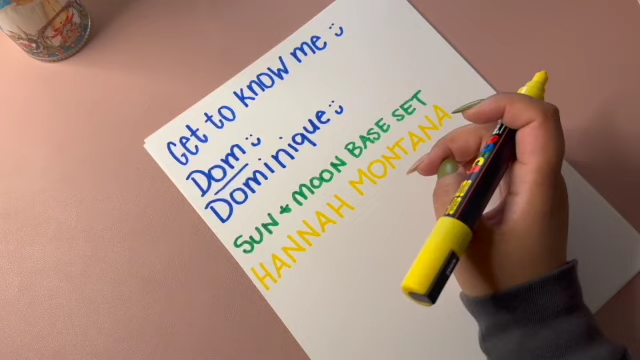 Get to know me :)
Dom :)
Dominique :)
SUN & MOON BASE SET
HANNAH MONTANA